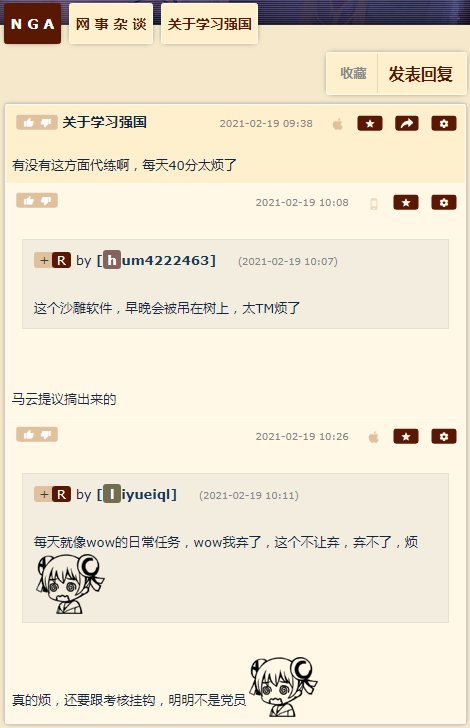 NGA 网事杂谈 关于学习强国
收藏 发表回复
关于学习强国 2021-02-19 09:38
有没有这方面代练啊，每天40分太烦了
2021-02-19 10:08
+ R by [hum4222463] (2021-02-19 10:07)
这个沙雕软件，早晚会被吊在树上，太TM烦了
马云提议搞出来的
2021-02-19 10:26
+ R by [liyueiql] (2021-02-19 10:11)
每天就像wow的日常任务，wow我弃了，这个不让弃，弃不了，烦
真的烦，还要跟考核挂钩，明明不是党员